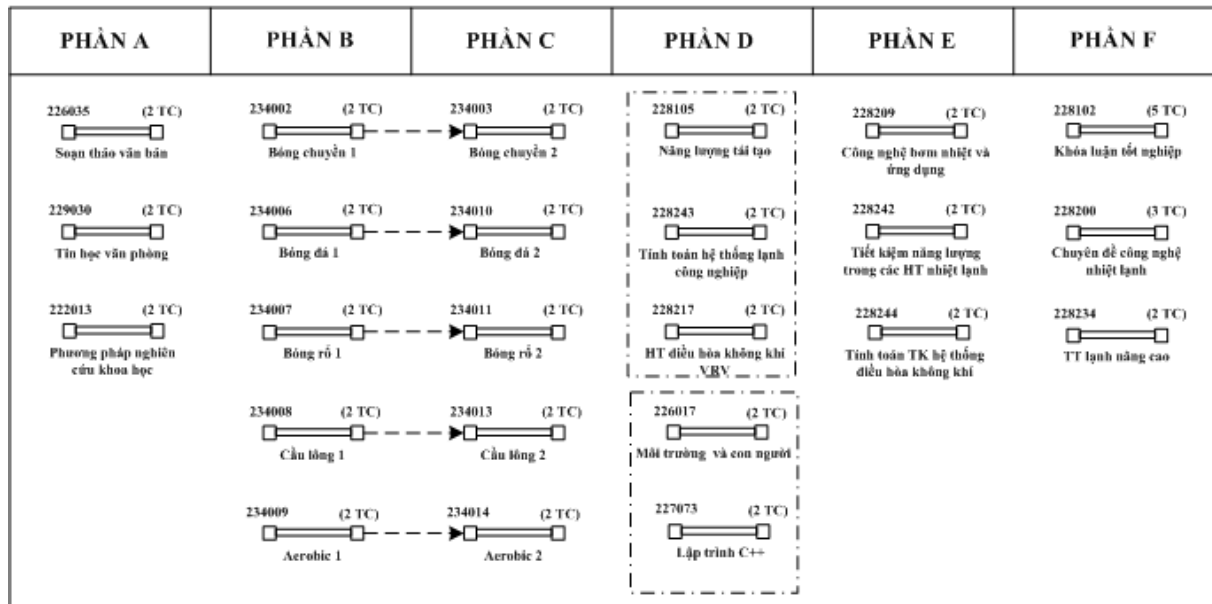 PHẦN A
PHẦN B
PHẦN C
PHẦN D
PHẦN E
PHẦN F
226035 (2 TC)
Soạn thảo văn bản
229030 (2 TC)
Tin học văn phòng
222013 (2 TC)
Phương pháp nghiên
cứu khoa học
234002 (2 TC)
Bóng chuyền 1
234006 (2 TC)
Bóng đá 1
234007 (2 TC)
Bóng rổ 1
234008 (2 TC)
Cầu lông 1
234009 (2 TC)
Aerobic 1
234003 (2 TC)
Bóng chuyền 2
234010 (2 TC)
Bóng đá 2
234011 (2 TC)
Bóng rổ 2
234013 (2 TC)
Cầu lông 2
234014 (2 TC)
Aerobic 2
228105 (2 TC)
Năng lượng tái tạo
228243 (2 TC)
Tính toán hệ thống lạnh
công nghiệp
228217 (2 TC)
HT điều hòa không khí
VRV
226017 (2 TC)
Môi trường và con người
227073 (2 TC)
Lập trình C++
228209 (2 TC)
Công nghệ bơm nhiệt và
ứng dụng
228242 (2 TC)
Tiết kiệm năng lượng
trong các HT nhiệt lạnh
228244 (2 TC)
Tính toán TK hệ thống
điều hòa không khí
228102 (5 TC)
Khóa luận tốt nghiệp
228200 (3 TC)
Chuyên đề công nghệ
nhiệt lạnh
228234 (2 TC)
TT lạnh nâng cao